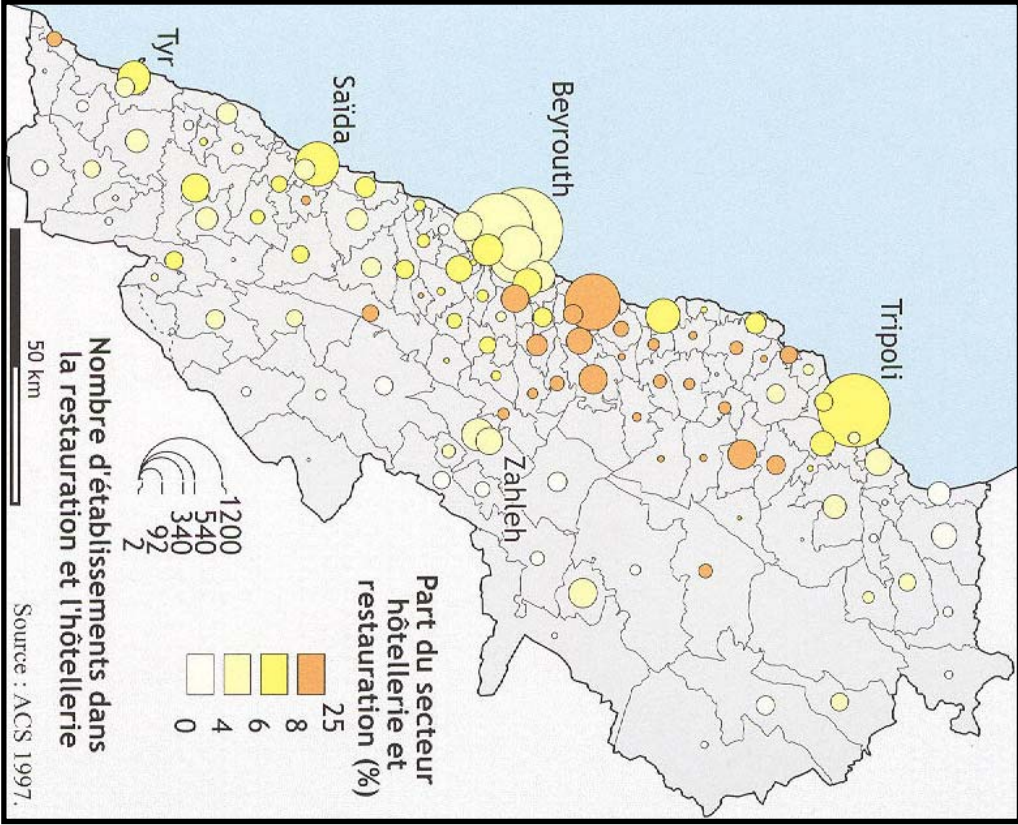 Tripoli
Beyrouth
Saïda
Tyr
Zahleh
Part du secteur
hôtellerie et
restauration (%)
25
8
6
4
0
1200
540
340
92
2
Nombre d'établissements dans
la restauration et l'hôtellerie
50 km
Source : ACS 1997.